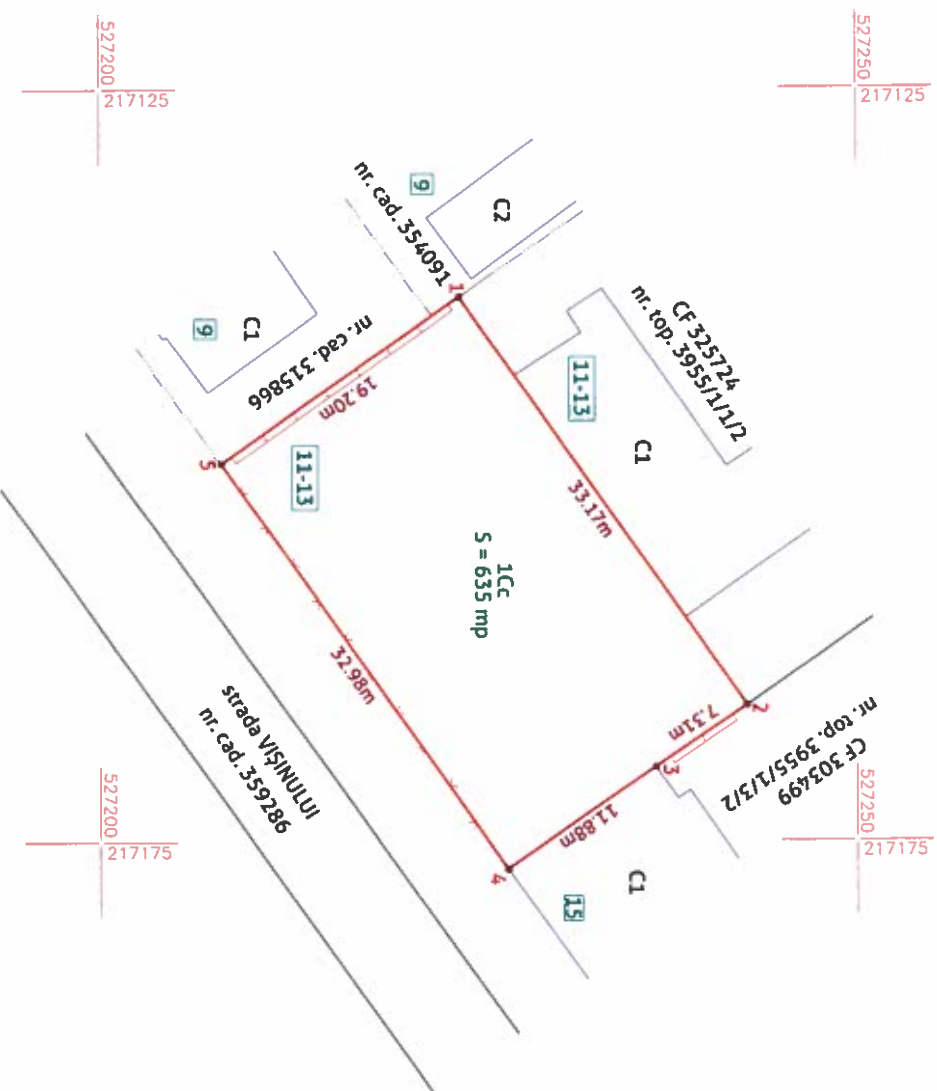 527200
217125
527250
217125
C2
9
nr. cad. 354091
1
CF 325724
nr. top. 3955/1/1/2
C1
9
nr. cad. 315866
19.20m
11-13
C1
33.17m
5
11-13
1Cc
S = 635 mp
32.98m
2
7.31m
3
CF 303499
nr. top. 3955/1/3/2
strada VIȘINULUI
nr. cad. 359286
11.88m
4
C1
15
527200
217175
527250
217175